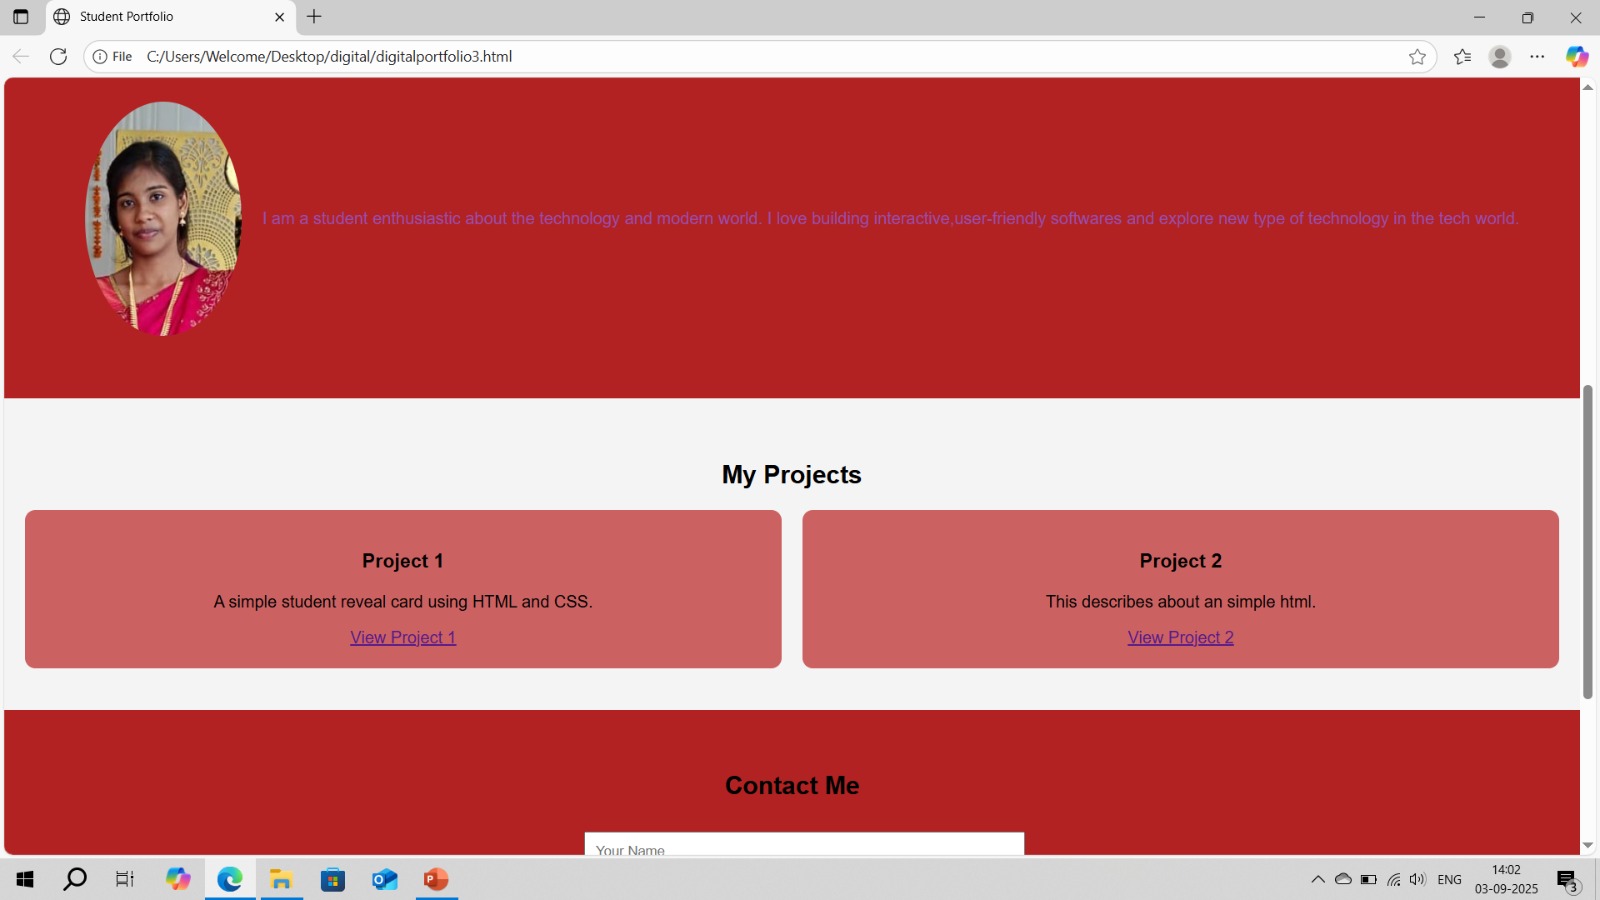 Student Portfolio
File C:/Users/Welcome/Desktop/digital/digitalportfolio3.html
I am a student enthusiastic about the technology and modern world. I love building interactive,user-friendly softwares and explore new type of technology in the tech world.
My Projects
Project 1
A simple student reveal card using HTML and CSS.
View Project 1
Project 2
This describes about an simple html.
View Project 2
Contact Me
Your Name
ENG
14:02
03-09-2025
3